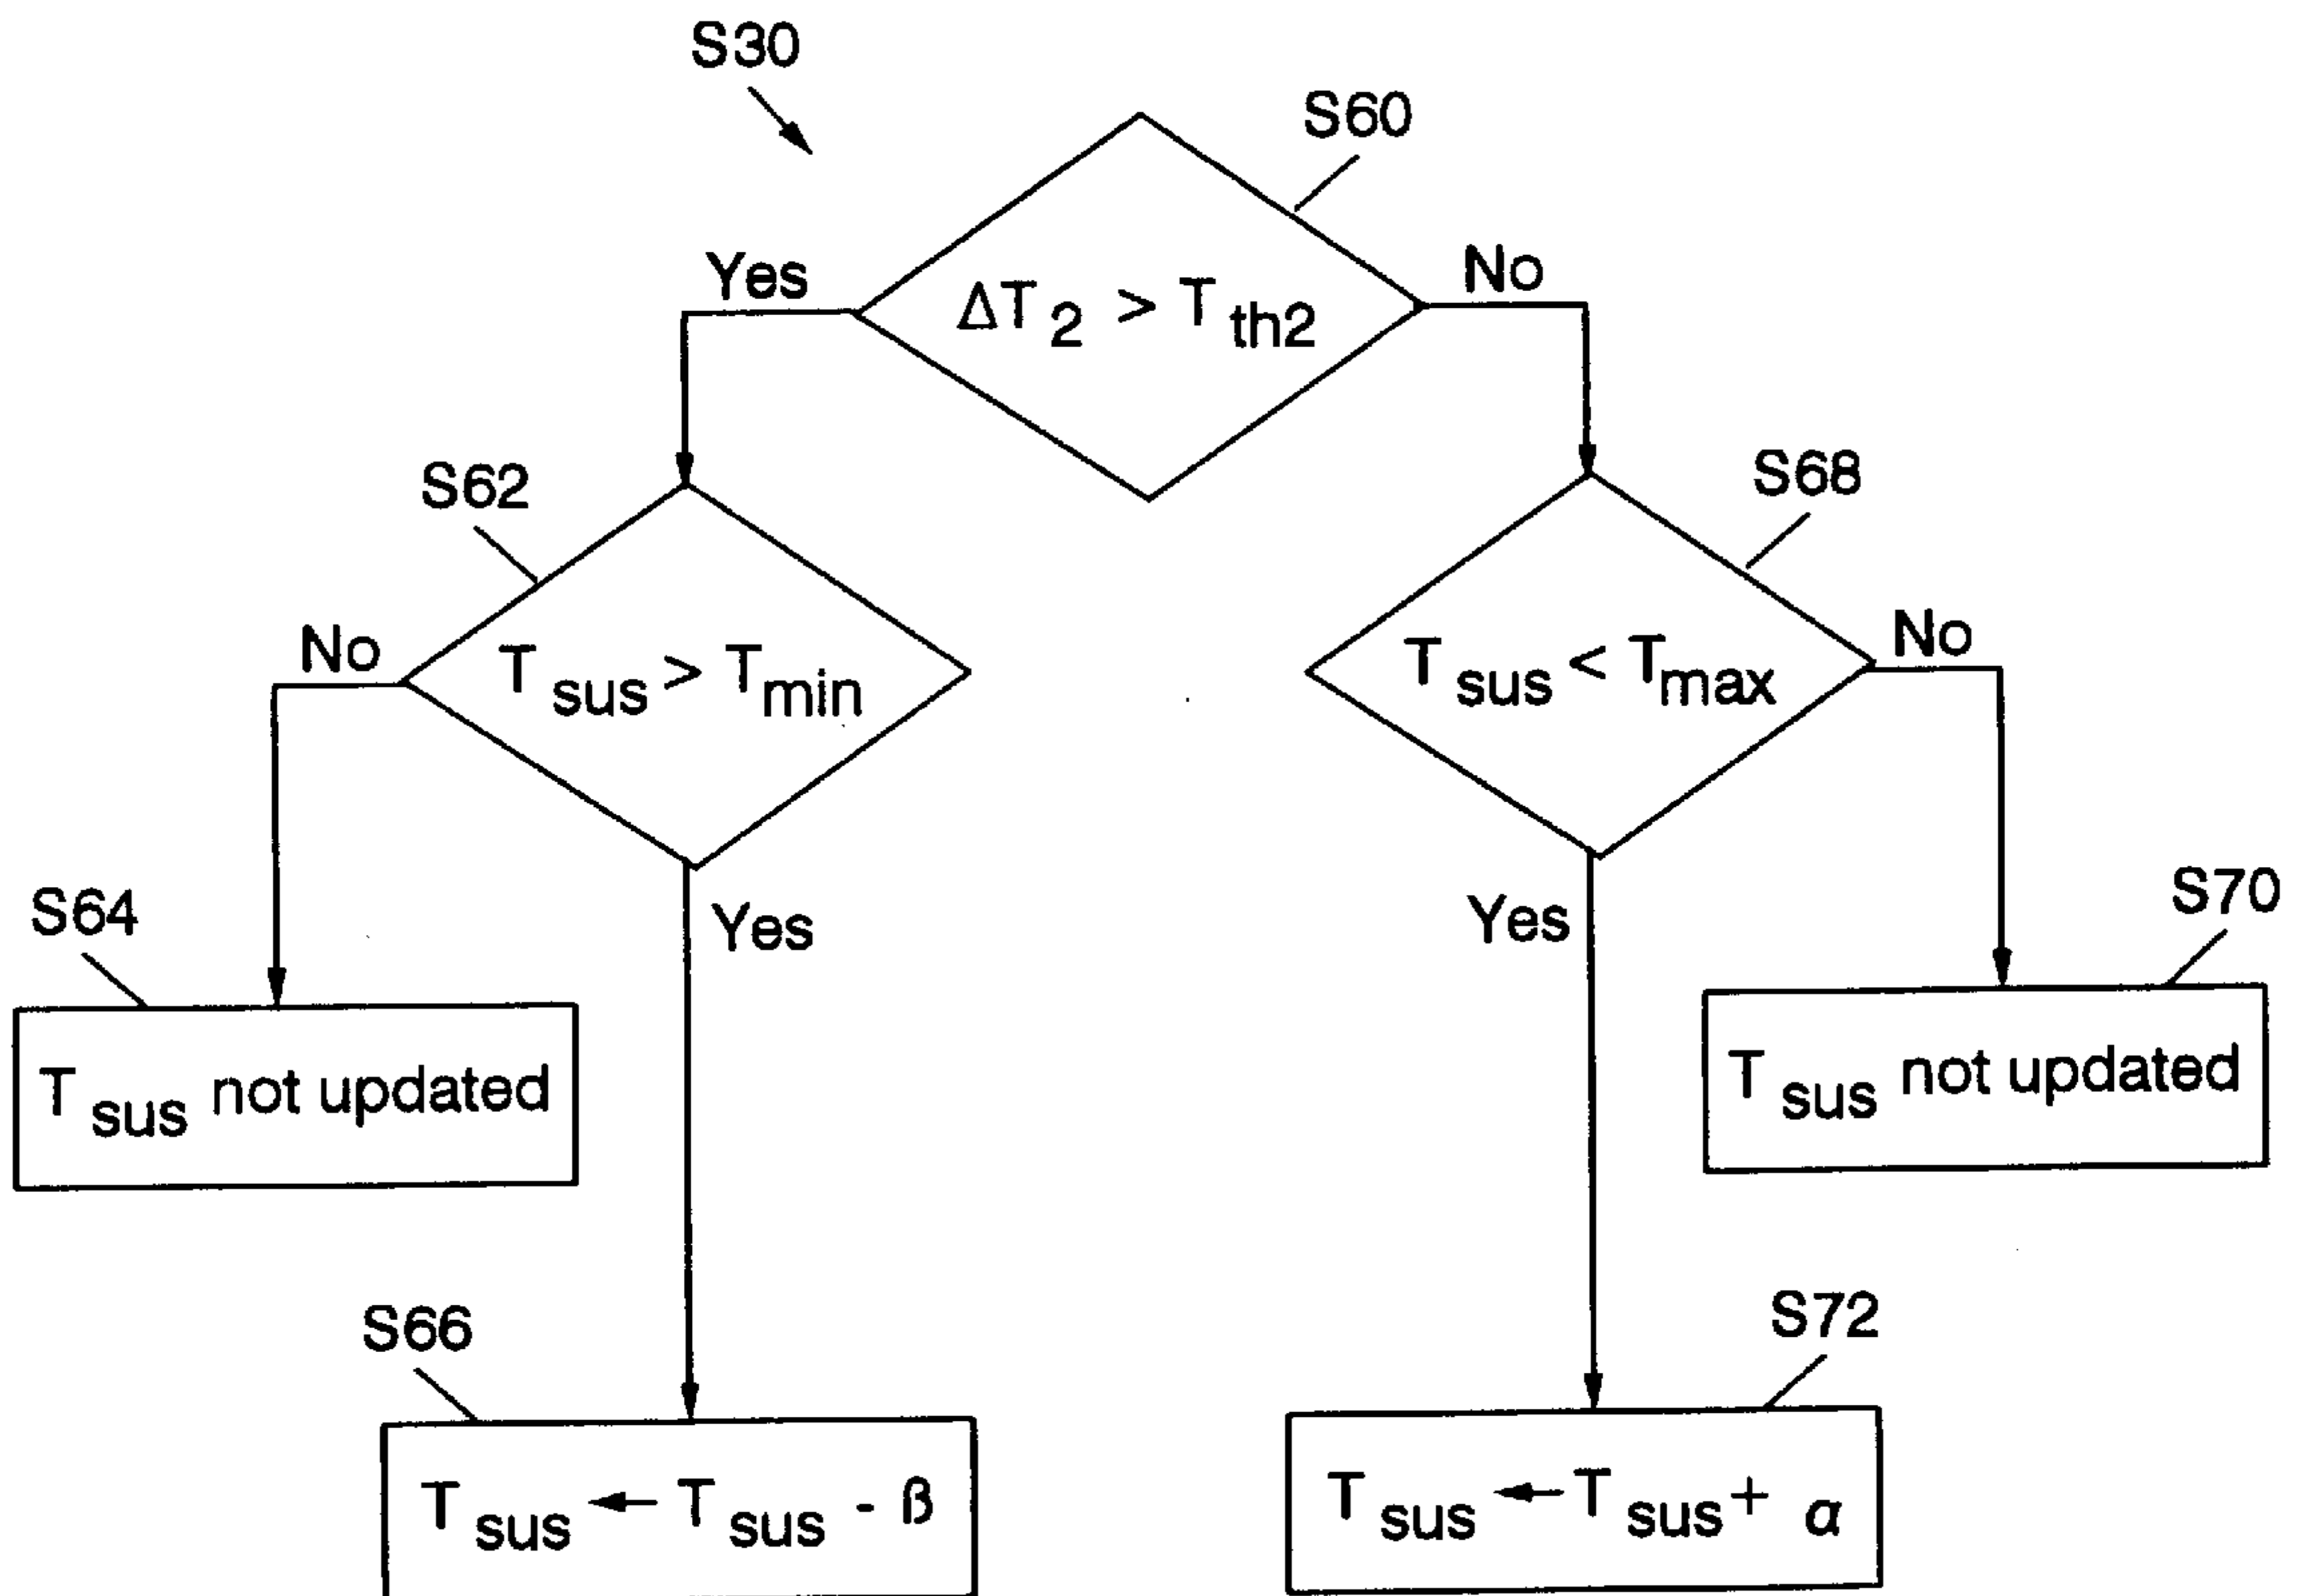 S30
S60
Yes
No
ΔT2 > Tth2
S62
S68
No
Tsus > Tmin
Tsus < Tmax
No
S64
Yes
Yes
S70
Tsus not updated
Tsus not updated
S66
S72
Tsus ← Tsus - β
Tsus ← Tsus + α